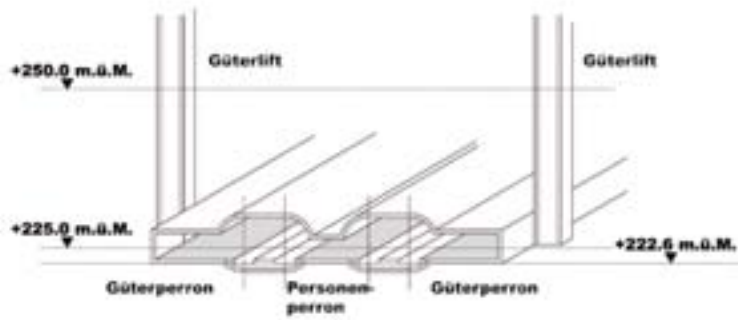 Güterlift
Güterlift
+250.0 m.ü.M.
+225.0 m.ü.M.
+222.6 m.ü.M.
Güterperron
Personen-
perron
Güterperron